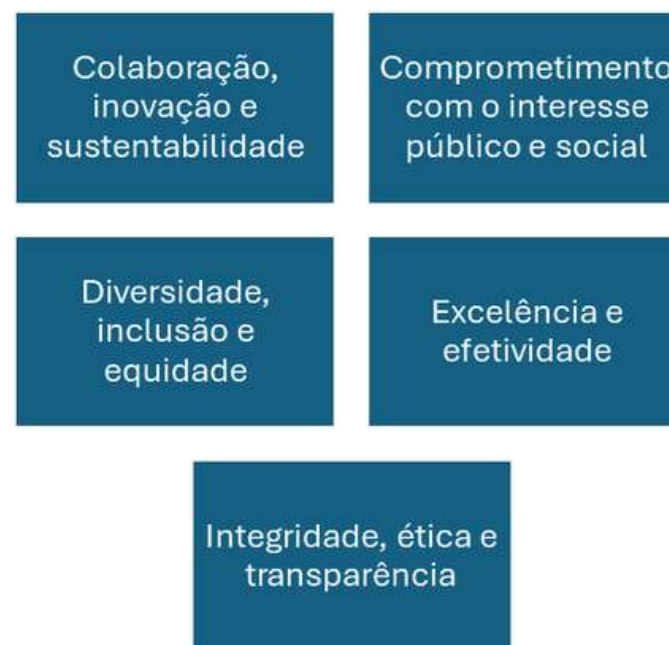 Colaboração,
inovação e
sustentabilidade
Comprometimento
com o interesse
público e social
Diversidade,
inclusão e
equidade
Excelência e
efetividade
Integridade, ética e
transparência